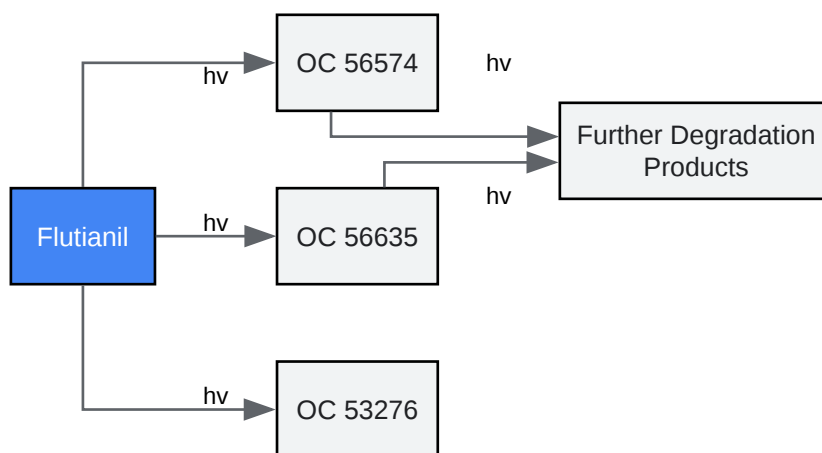 OC 56574
hv
hv
Further Degradation
Products
hv
Flutianil
hv
OC 56635
hv
OC 53276